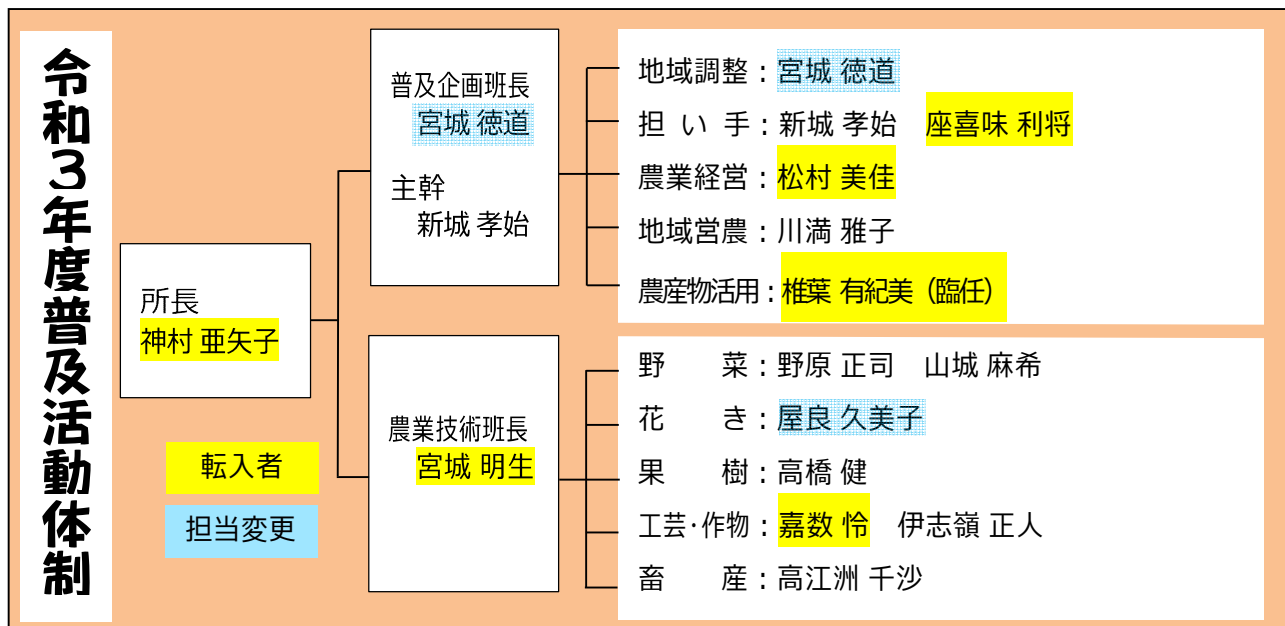 令和3年度普及活動体制
所長
神村 亜矢子
転入者
担当変更
普及企画班長
宮城 徳道
主幹
新城 孝始
地域調整：宮城 徳道
担い手：新城 孝始　座喜味 利将
農業経営：松村 美佳
地域営農：川満 雅子
農産物活用：椎葉 有紀美（臨任）
農業技術班長
宮城 明生
野菜：野原 正司　山城 麻希
花き：屋良 久美子
果樹：高橋 健
工芸・作物：嘉数 怜　伊志嶺 正人
畜産：高江洲 千沙